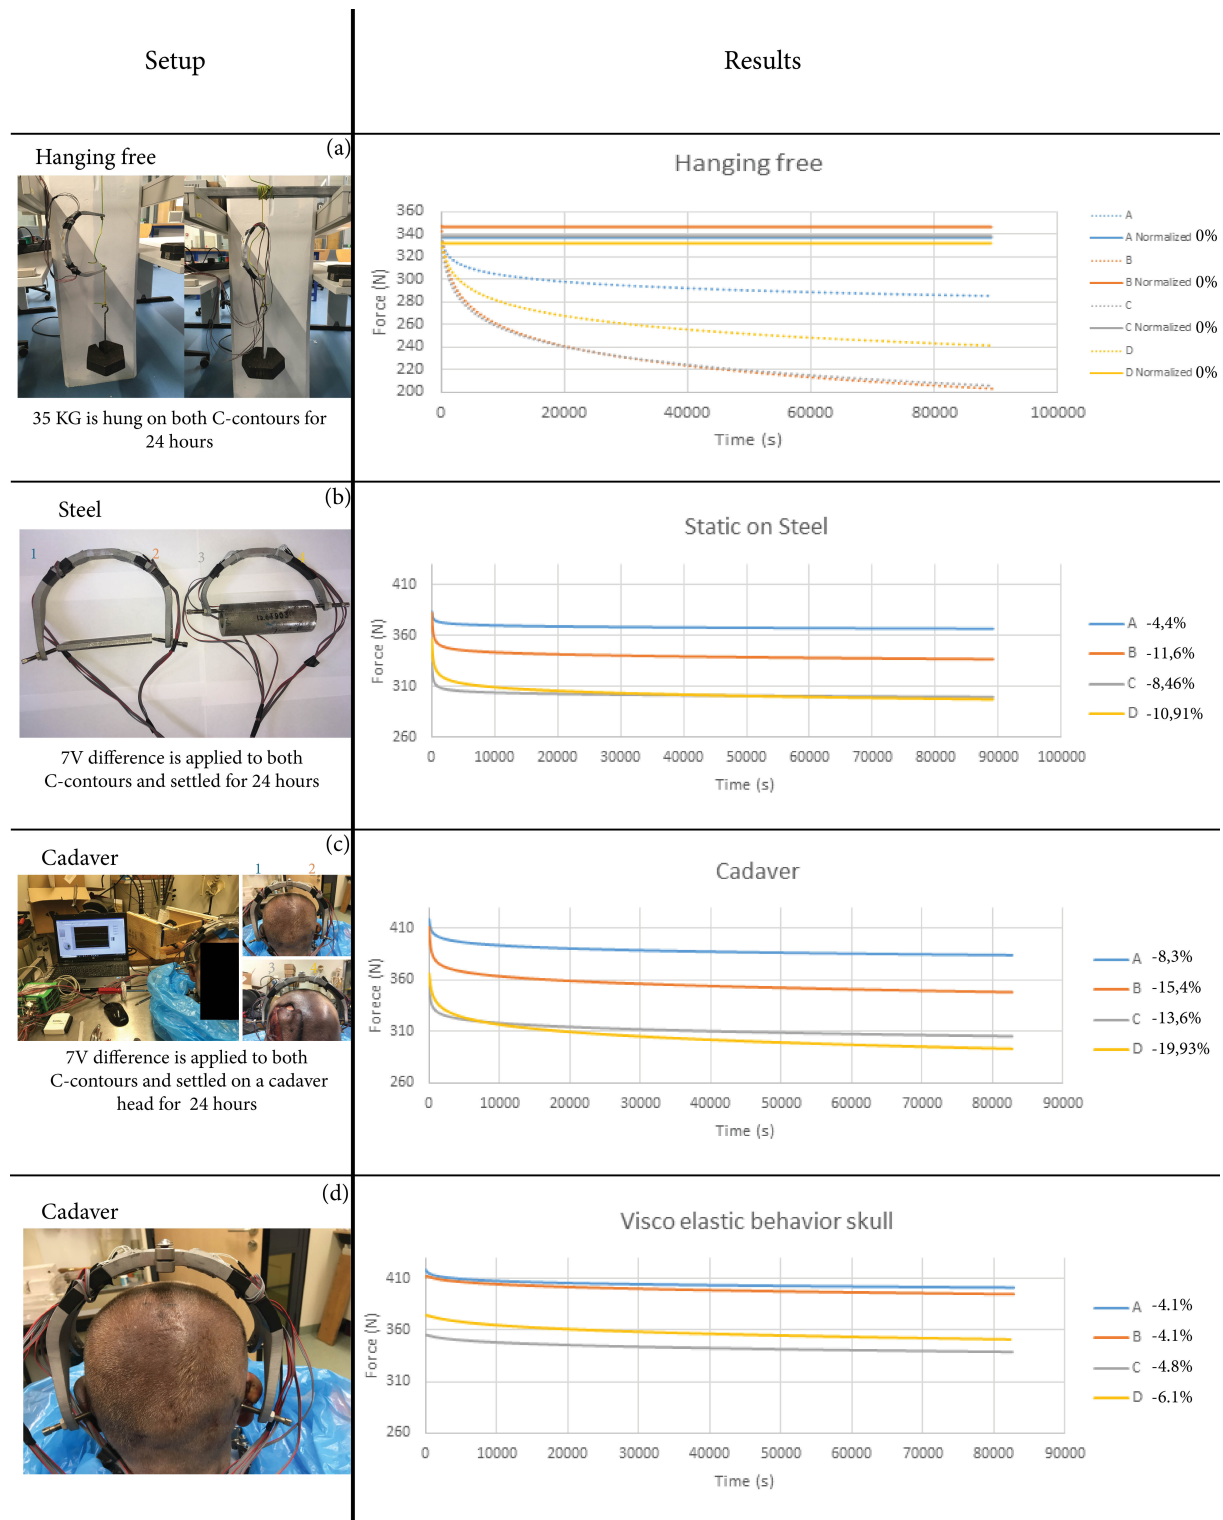 Setup
Results
(a)
Hanging free
35 KG is hung on both C-contours for
24 hours
Hanging free
360
340
320
300
280
260
240
220
200
Force (N)
0
20000
40000
60000
80000
100000
Time (s)
A
A Normalized 0%
B
B Normalized 0%
C
C Normalized 0%
D
D Normalized 0%
(b)
Steel
1
2
3
4
7V difference is applied to both
C-contours and settled for 24 hours
Static on Steel
410
360
310
260
Force (N)
0
10000
20000
30000
40000
50000
60000
70000
80000
90000
100000
Time (s)
A -4,4%
B -11,6%
C -8,46%
D -10,91%
(c)
Cadaver
1
2
3
7V difference is applied to both
C-contours and settled on a cadaver
head for 24 hours
Cadaver
410
360
310
260
Forece (N)
0
10000
20000
30000
40000
50000
60000
70000
80000
90000
Time (s)
A -8,3%
B -15,4%
C -13,6%
D -19,93%
(d)
Cadaver
Visco elastic behavior skull
410
360
310
260
Force (N)
0
10000
20000
30000
40000
50000
60000
70000
80000
90000
Time (s)
A -4.1%
B -4.1%
C -4.8%
D -6.1%